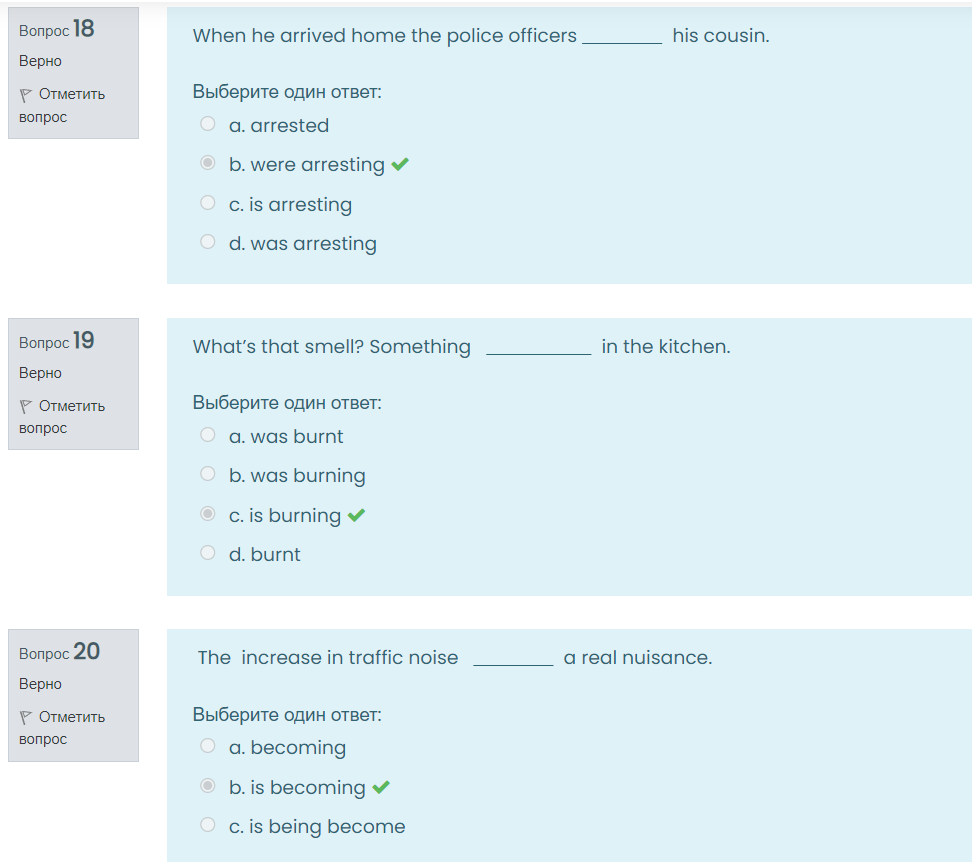 Вопрос 18
Верно
Отметить
вопрос
When he arrived home the police officers ________ his cousin.
Выберите один ответ:
a. arrested
b. were arresting
c. is arresting
d. was arresting
Вопрос 19
Верно
Отметить
вопрос
What’s that smell? Something __________ in the kitchen.
Выберите один ответ:
a. was burnt
b. was burning
c. is burning
d. burnt
Вопрос 20
Верно
Отметить
вопрос
The increase in traffic noise ________ a real nuisance.
Выберите один ответ:
a. becoming
b. is becoming
c. is being become